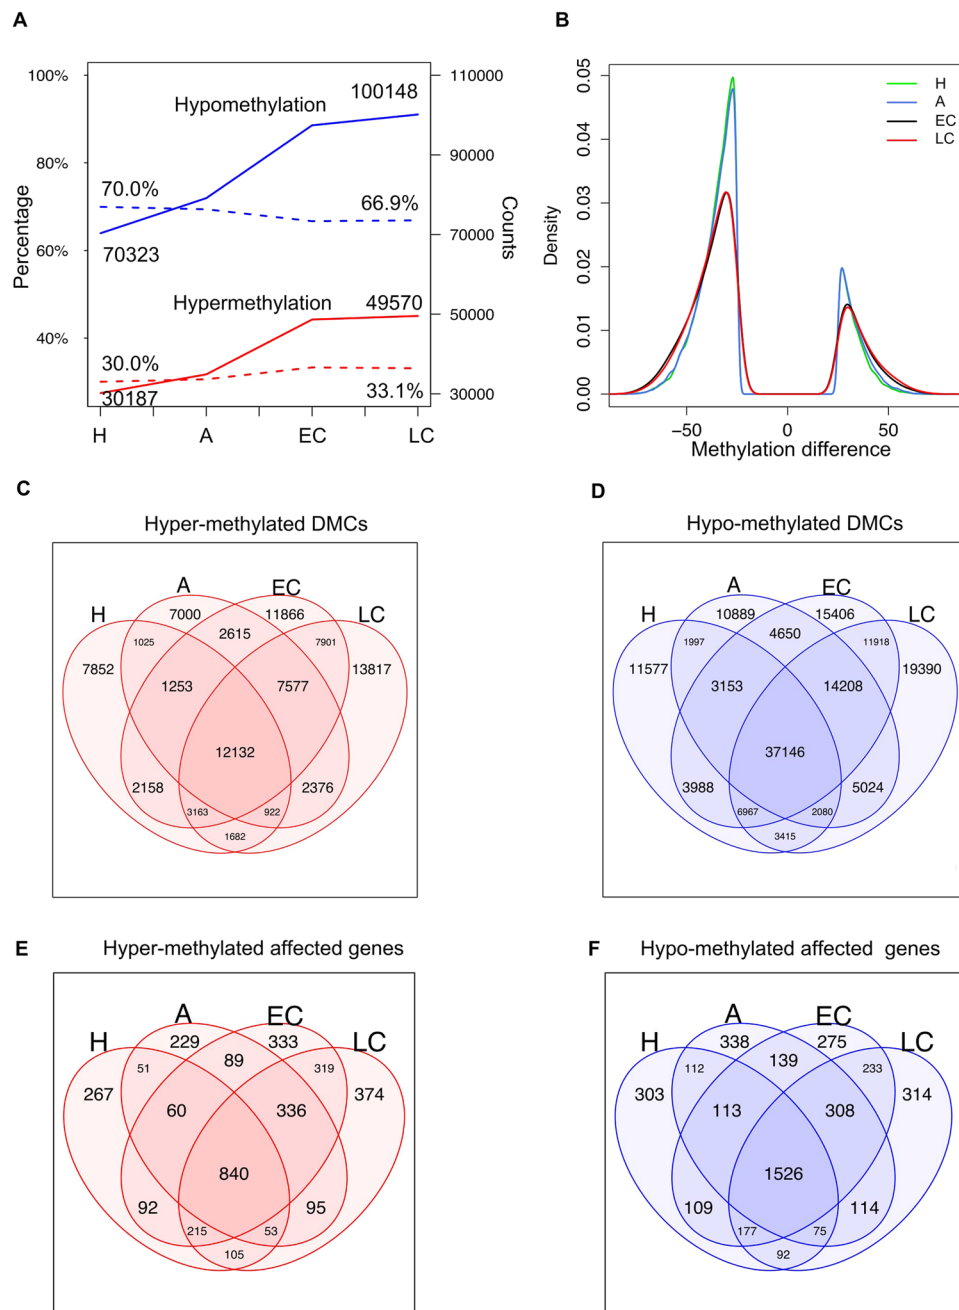 A
100%
80%
60%
40%
Percentage
Hypomethylation
100148
70.0%
66.9%
70323
Hypermethylation
49570
30.0%
30187
33.1%
110000
90000
70000
50000
30000
Counts
H A EC LC
B
0.05
0.04
0.03
0.02
0.01
0.00
Density
H
A
EC
LC
−50 0 50
Methylation difference
C
Hyper-methylated DMCs
H A EC LC
7000 11866
1025 2615 7901
7852 13817
1253 7577
12132
2158 2376
3163 922
1682
D
Hypo-methylated DMCs
H A EC LC
10889 15406
1997 4650 11918
11577 19390
3153 14208
37146
3988 5024
6967 2080
3415
E
Hyper-methylated affected genes
H A EC LC
229 333
51 89 319
267 374
60 336
840
92 95
215 53
105
F
Hypo-methylated affected genes
H A EC LC
338 275
112 139 233
303 314
113 308
1526
109 114
177 75
92